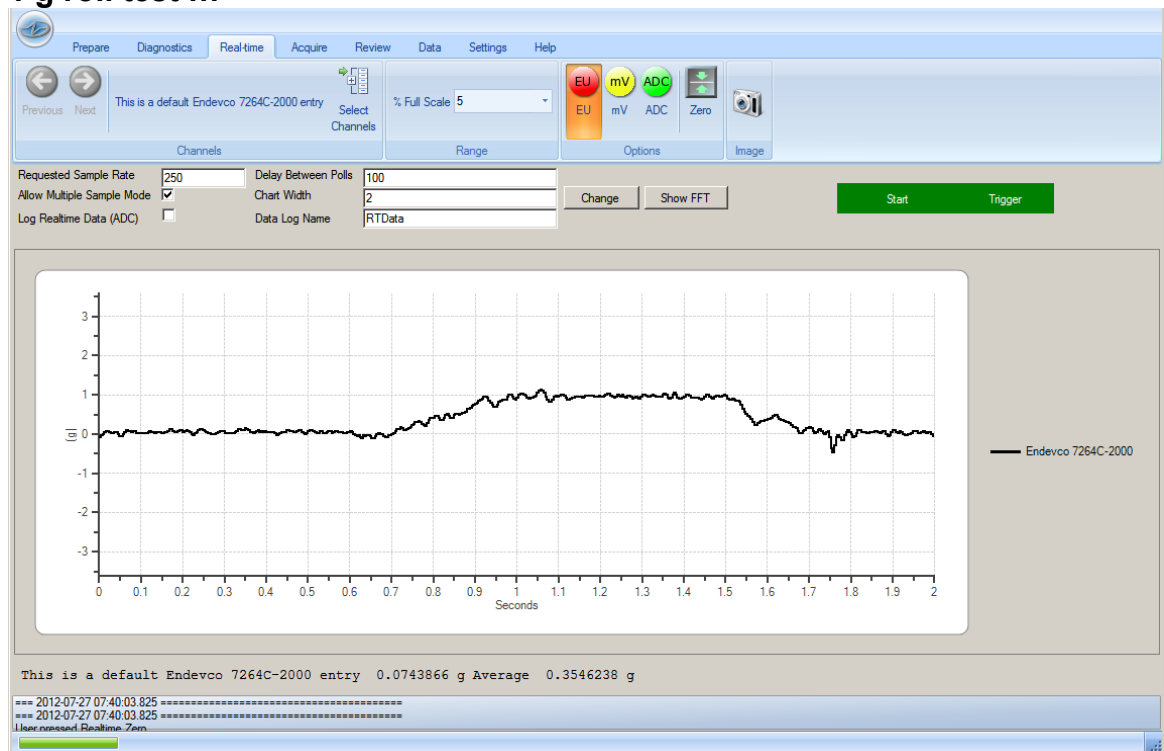 Prepare Diagnostics Real-time Acquire Review Data Settings Help
Previous Next This is a default Endevco 7264C-2000 entry Select Channels % Full Scale 5 EU mV ADC
EU mV ADC Zero
Channels Range Options Image
Requested Sample Rate 250 Delay Between Polls 100
Allow Multiple Sample Mode Chart Width 2 Change Show FFT Start Trigger
Log Realtime Data (ADC) Data Log Name RTData
3
2
1
(g) 0
-1
-2
-3
Endevco 7264C-2000
0 0.1 0.2 0.3 0.4 0.5 0.6 0.7 0.8 0.9 1 1.1 1.2 1.3 1.4 1.5 1.6 1.7 1.8 1.9 2
Seconds
This is a default Endevco 7264C-2000 entry 0.0743866 g Average 0.3546238 g
=== 2012-07-27 07:40:03.825 ========================================
=== 2012-07-27 07:40:03.825 ========================================
User pressed Realtime Zero